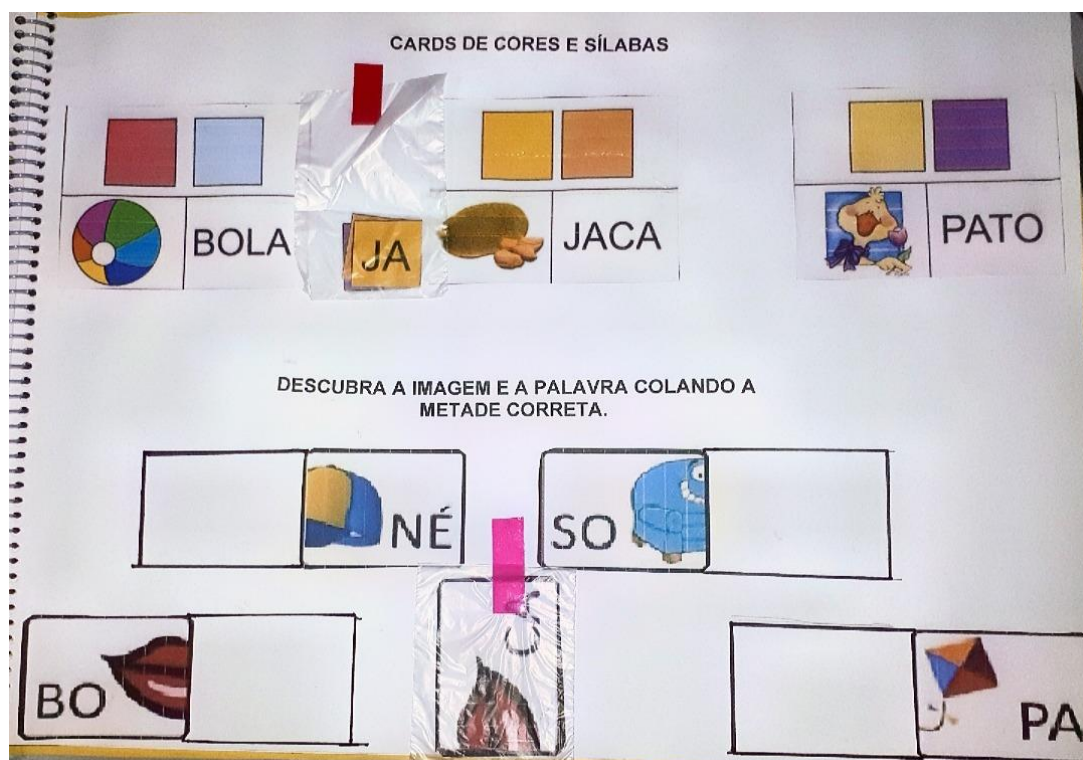 CARDS DE CORES E SÍLABAS
BOLA
JA
JACA
PATO
DESCUBRA A IMAGEM E A PALAVRA COLANDO A
METADE CORRETA.
NÉ
SO
BO
PA